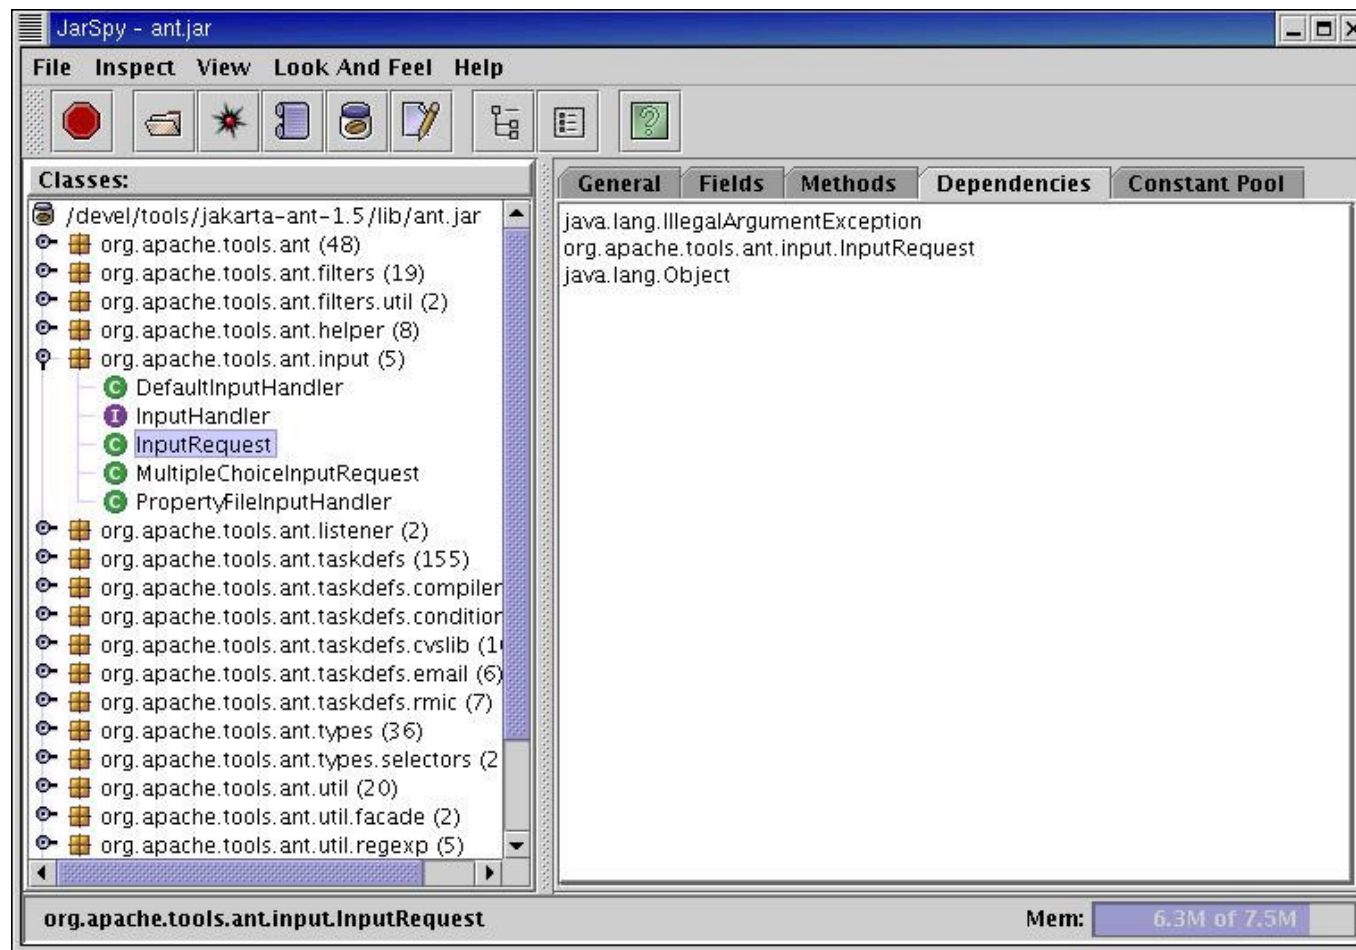 JarSpy - ant.jar
File Inspect View Look And Feel Help
Classes:
/devel/tools/jakarta-ant-1.5/lib/ant.jar
org.apache.tools.ant (48)
org.apache.tools.ant.filters (19)
org.apache.tools.ant.filters.util (2)
org.apache.tools.ant.helper (8)
org.apache.tools.ant.input (5)
C DefaultInputHandler
I InputHandler
C InputRequest
C MultipleChoiceInputRequest
C PropertyFileInputHandler
org.apache.tools.ant.listener (2)
org.apache.tools.ant.taskdefs (155)
org.apache.tools.ant.taskdefs.compiler
org.apache.tools.ant.taskdefs.condition
org.apache.tools.ant.taskdefs.cvslib
org.apache.tools.ant.taskdefs.email (6)
org.apache.tools.ant.taskdefs.rmic (7)
org.apache.tools.ant.types (36)
org.apache.tools.ant.types.selectors (2
org.apache.tools.ant.util (20)
org.apache.tools.ant.util.facade (2)
org.apache.tools.ant.util.regexp (5)
General Fields Methods Dependencies Constant Pool
java.lang.IllegalArgumentException
org.apache.tools.ant.input.InputRequest
java.lang.Object
org.apache.tools.ant.input.InputRequest
Mem: 6.3M of 7.5M